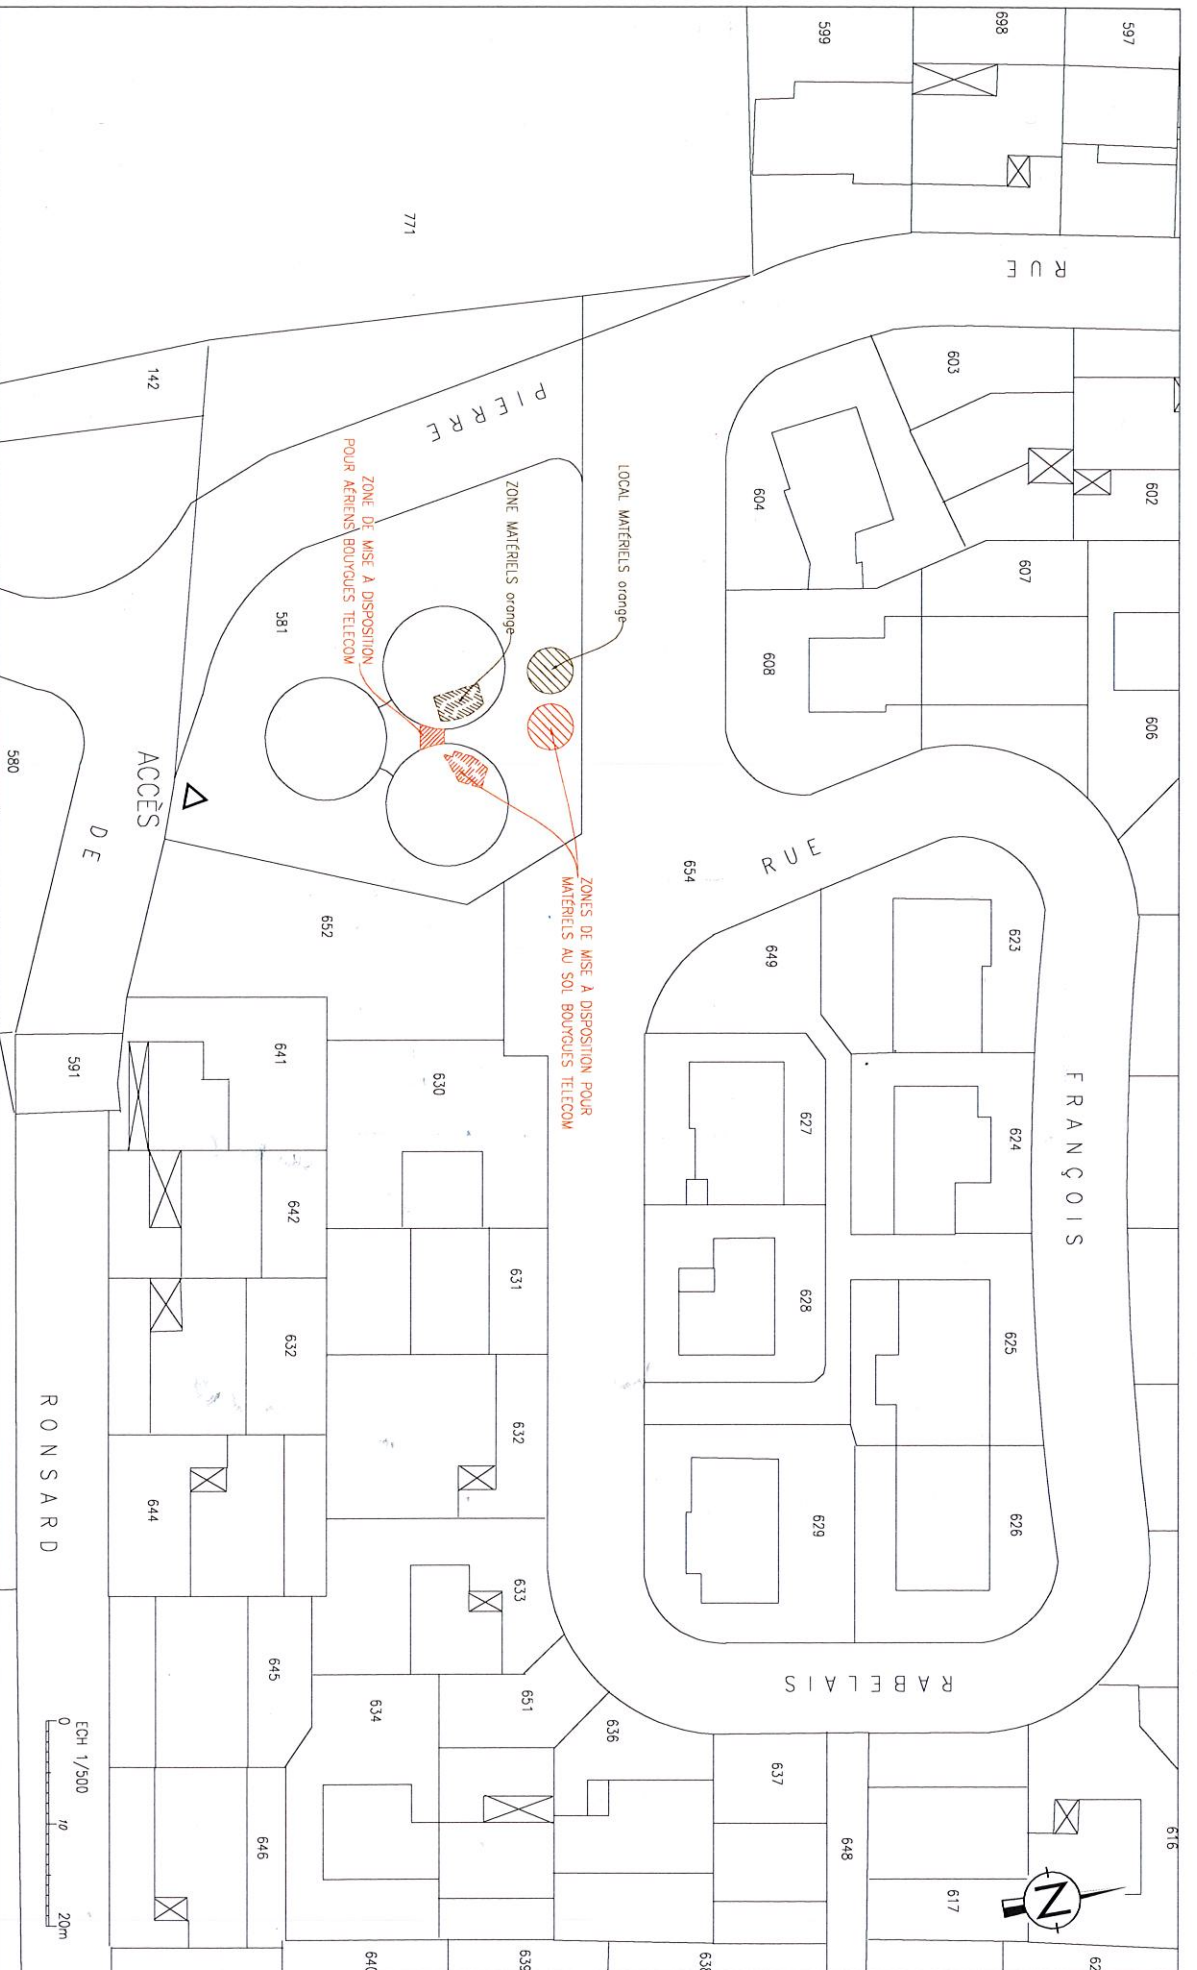 597
698
599
RUE
771
603
602
142
PIERRE
604
607
LOCAL MATÉRIELS orange
ZONE MATÉRIELS orange
ZONE DE MISE À DISPOSITION
POUR AÉRIENS BOUYGUES TELECOM
581
608
606
580
ACCÈS
DE
RUE
654
ZONES DE MISE À DISPOSITION POUR
MATÉRIELS AU SOL BOUYGUES TELECOM
652
649
623
591
641
630
627
624
FRANÇOIS
642
631
628
625
632
632
RONSARD
644
633
629
626
645
634
651
636
RABELAIS
637
616
ECH 1/500
0 10 20m
646
648
617
N
639